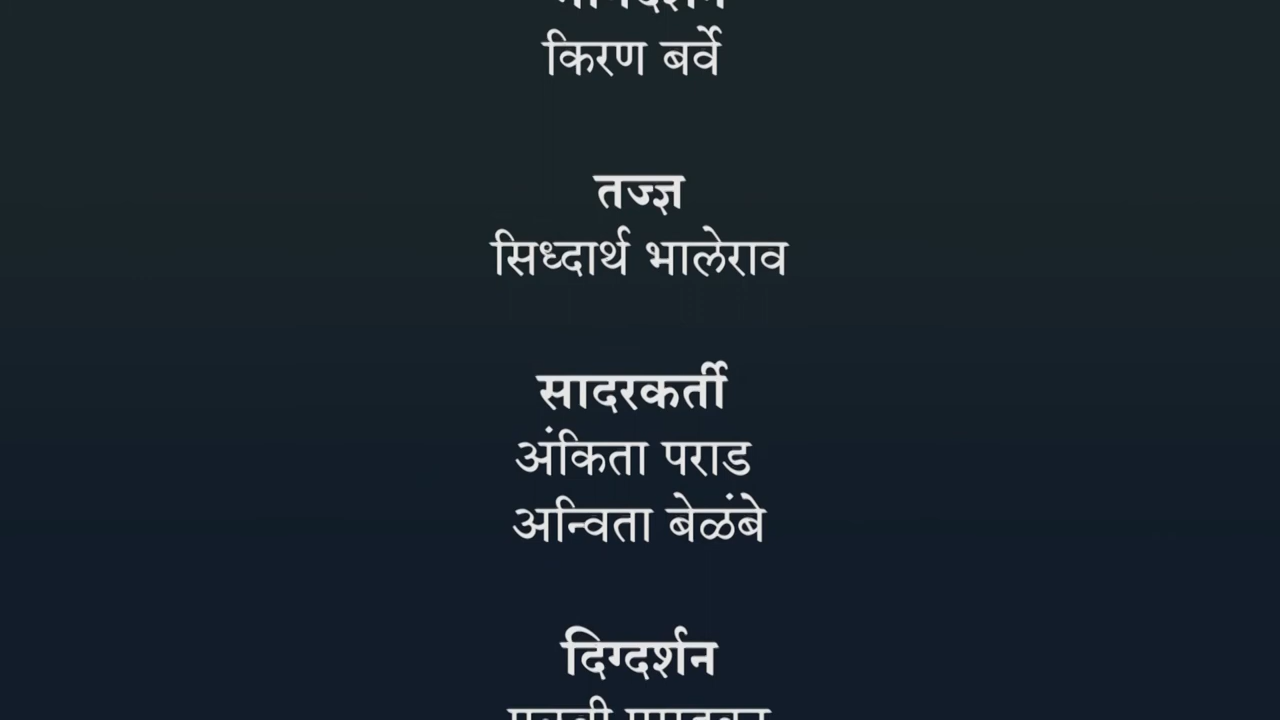 किरण बर्वे
तज्ज्ञ
सिध्दार्थ भालेराव
सादरकर्ती
अंकिता पराड
अन्विता बेळंबे
दिग्दर्शन